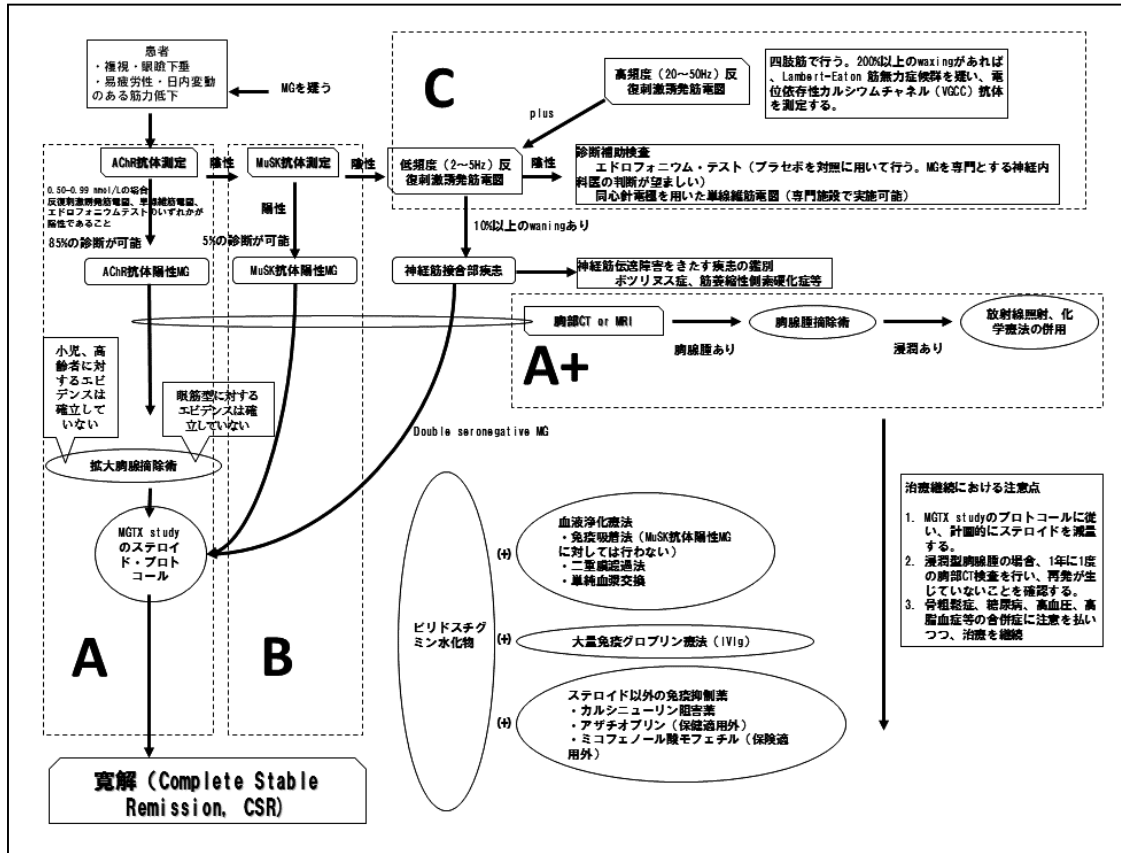 患者
・複視・眼瞼下垂
・易疲労性・日内変動
のある筋力低下
MGを疑う
C
高頻度（20～50Hz）反
復刺激誘発筋電図
四肢筋で行う。200%以上のwaxingがあれば
、Lambert-Eaton 筋無力症候群を疑い、電
位依存性カルシウムチャネル（VGCC）抗体
を測定する。
plus
AChR抗体測定
陰性
MuSK抗体測定
陰性
低頻度（2～5Hz）反
復刺激誘発筋電図
陰性
診断補助検査
エドロフォニウム・テスト（プラセボを対照に用いて行う。MGを専門とする神経内
科医の判断が望ましい）
同心針電極を用いた単線維筋電図（専門施設で実施可能）
0.50-0.99 nmol/Lの場合
反復刺激誘発筋電図、単線維筋電図、
エドロフォニウムテストのいずれかが
陽性であること
陽性
85%の診断が可能
5%の診断が可能
10%以上のwaningあり
AChR抗体陽性MG
MuSK抗体陽性MG
神経筋接合部疾患
神経筋伝達障害をきたす疾患の鑑別
ボツリヌス症、筋萎縮性側索硬化症等
胸部CT or MRI
胸腺腫あり
胸腺腫摘除術
浸潤あり
放射線照射、化
学療法の併用
A+
小児、高
齢者に対
するエビ
デンスは
確立して
いない
眼筋型に対する
エビデンスは確
立していない
Double seronegative MG
拡大胸腺摘除術
MGTX study
のステロイ
ド・プロト
コール
A
B
ピリドスチグ
ミン水化物
(+)
血液浄化療法
・免疫吸着法（MuSK抗体陽性MG
に対しては行わない）
・二重膜濾過法
・単純血漿交換
(+)
大量免疫グロブリン療法（IVIg）
(+)
ステロイド以外の免疫抑制薬
・カルシニューリン阻害薬
・アザチオプリン（保健適用外）
・ミコフェノール酸モフェチル（保険適
用外）
治療継続における注意点
1. MGTX studyのプロトコールに従
い、計画的にステロイドを減量
する。
2. 浸潤型胸腺腫の場合、1年に1度
の胸部CT検査を行い、再発が生
じていないことを確認する。
3. 骨粗鬆症、糖尿病、高血圧、高
脂血症等の合併症に注意を払い
つつ、治療を継続
寛解（Complete Stable
Remission, CSR）